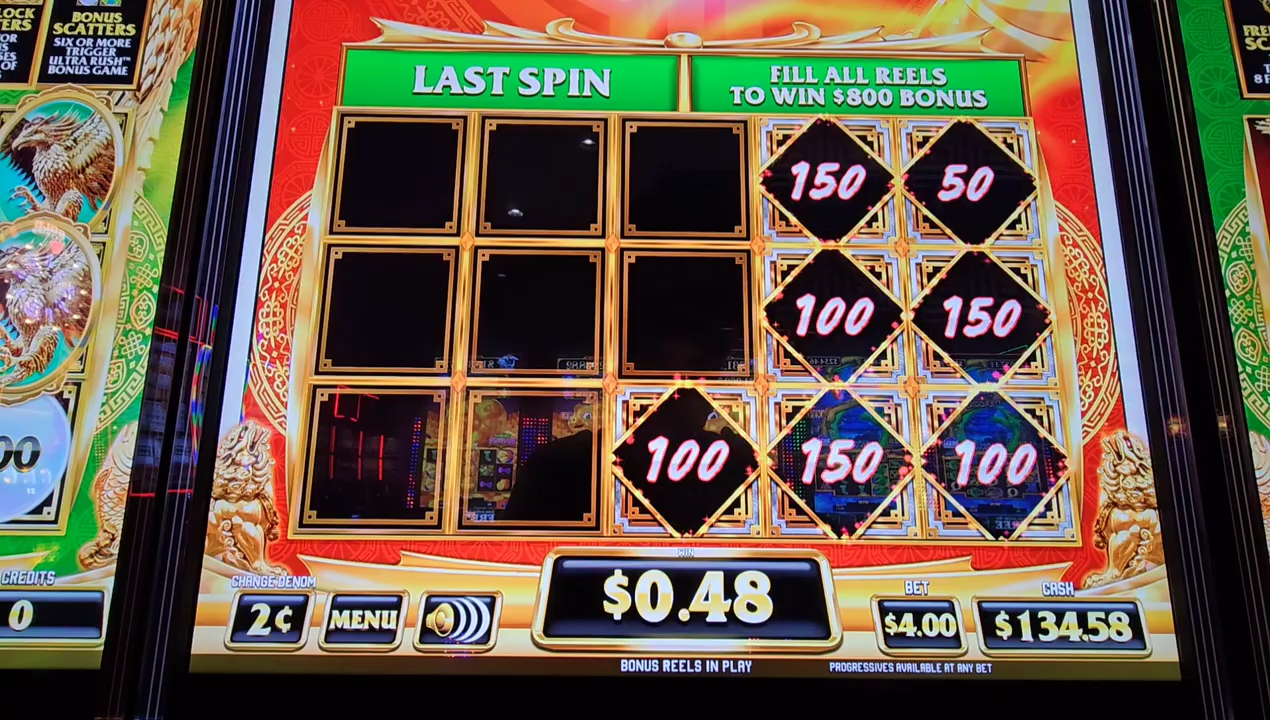 BONUS
SCATTERS
SIX OR MORE
TRIGGER
ULTRA RUSH™
BONUS GAME
LAST SPIN
FILL ALL REELS
TO WIN $800 BONUS
150
50
100
150
100
150
100
CREDITS
0
CHANGE DENOM
2¢
MENU
WIN
$0.48
BET
$4.00
CASH
$134.58
BONUS REELS IN PLAY
PROGRESSIVES AVAILABLE AT ANY BET